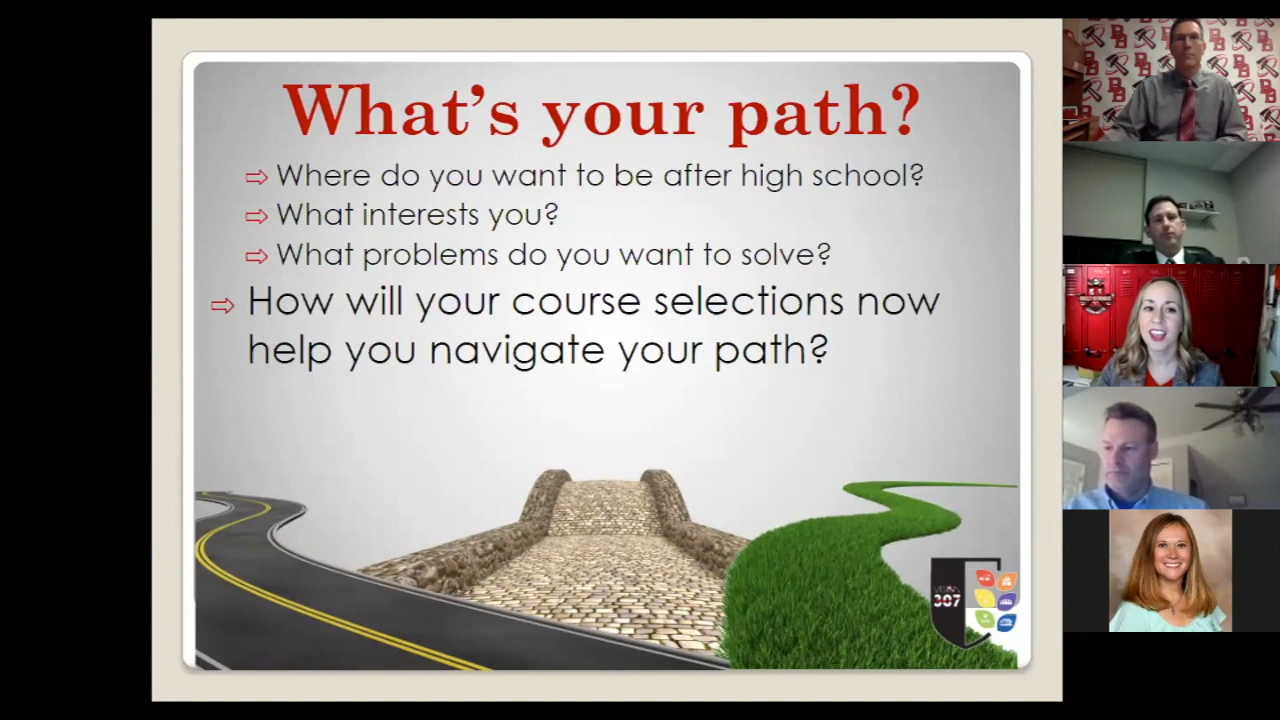 What's your path?
⇨ Where do you want to be after high school?
⇨ What interests you?
⇨ What problems do you want to solve?
⇨ How will your course selections now
help you navigate your path?
307